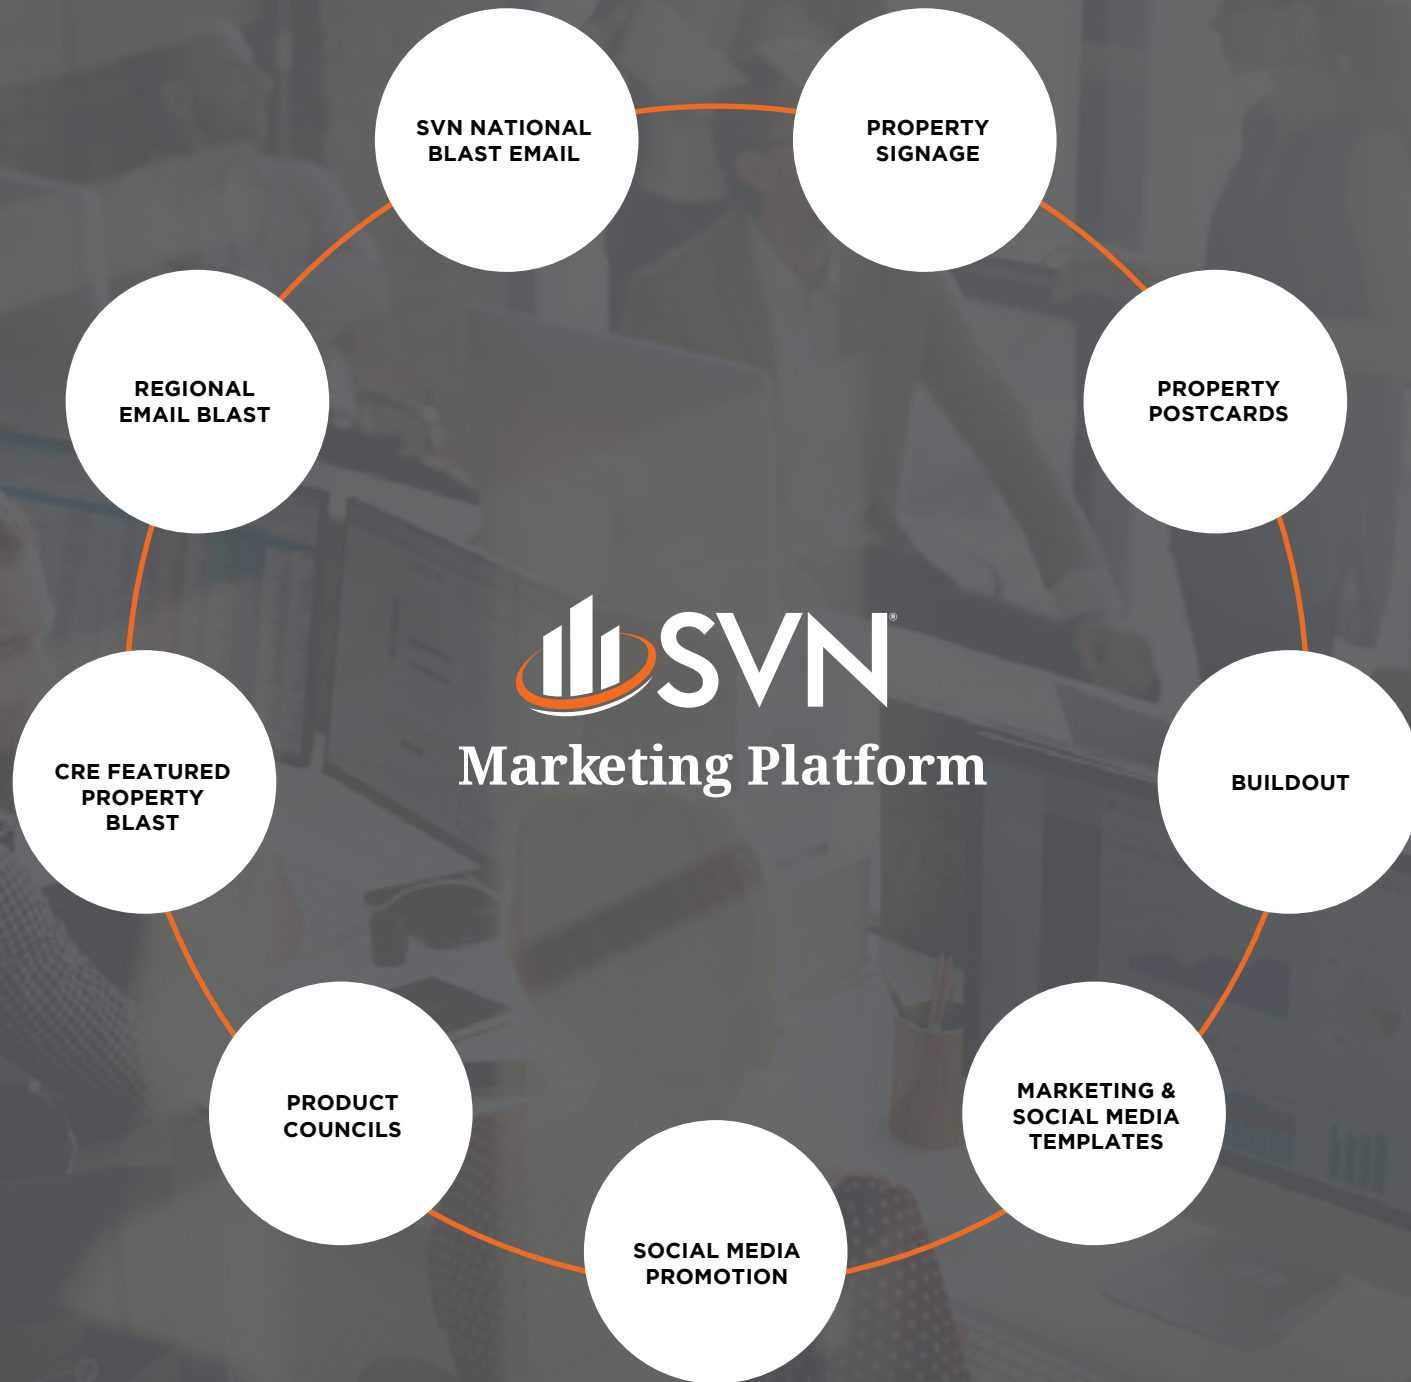 SVN NATIONAL
BLAST EMAIL
PROPERTY
SIGNAGE
REGIONAL
EMAIL BLAST
PROPERTY
POSTCARDS
SVN®
Marketing Platform
CRE FEATURED
PROPERTY
BLAST
BUILDOUT
PRODUCT
COUNCILS
MARKETING &
SOCIAL MEDIA
TEMPLATES
SOCIAL MEDIA
PROMOTION